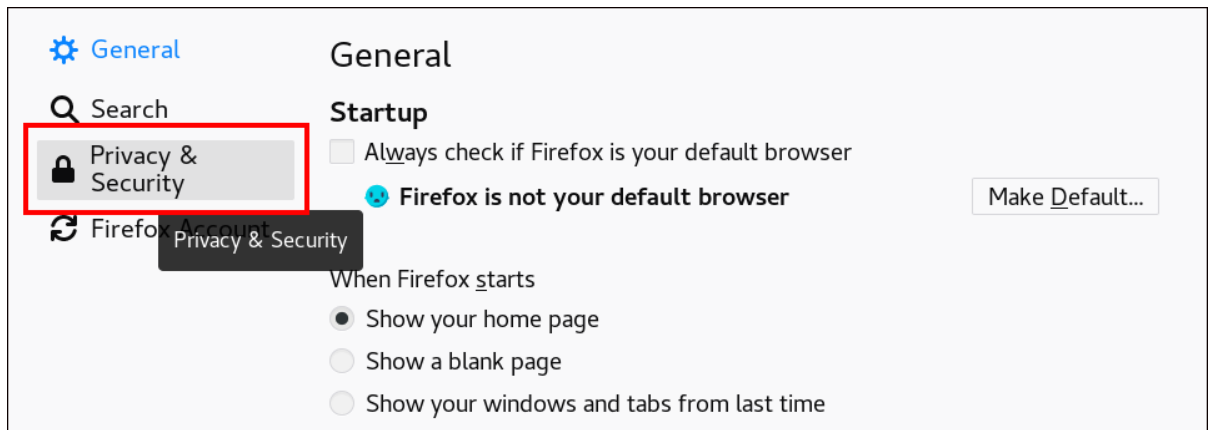 General
Search
Privacy &
Security
Firefox Account
Privacy & Security
General
Startup
Always check if Firefox is your default browser
Firefox is not your default browser
Make Default...
When Firefox starts
Show your home page
Show a blank page
Show your windows and tabs from last time